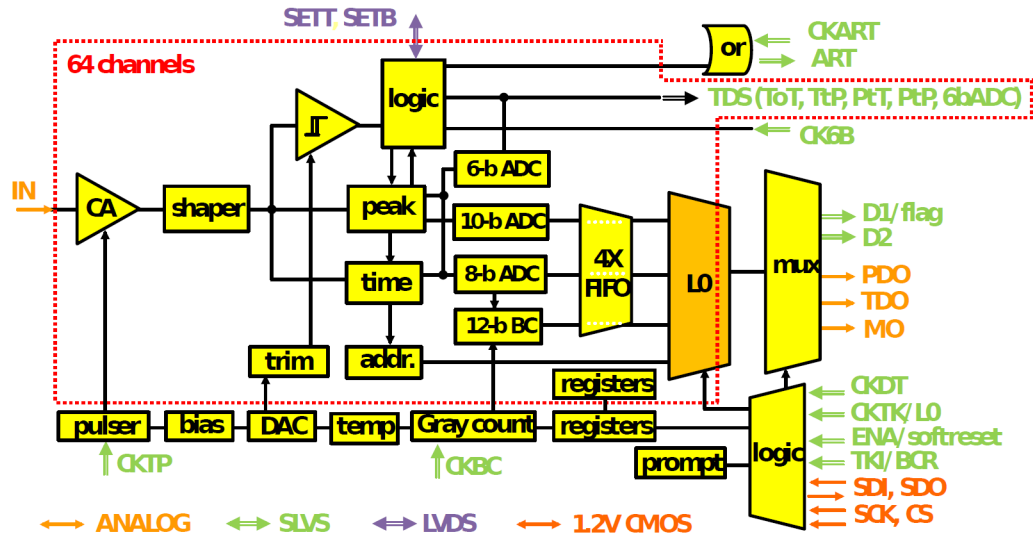 SETT, SETB
CKART
or
ART
64 channels
logic
TDS (ToT, TtP, PtT, PtP, 6bADC)
CK6B
6-b ADC
IN
CA
shaper
peak
10-b ADC
D1/flag
D2
4X
FIFO
mux
time
8-b ADC
L0
PDO
TDO
12-b BC
MO
trim
addr.
registers
CKDT
pulser
bias
DAC
temp
Gray count
registers
CKTK/L0
logic
ENA/softreset
CKTP
CKBC
prompt
TKI/BCR
SDI, SDO
SCK, CS
ANALOG
SLVS
LVDS
1.2V CMOS